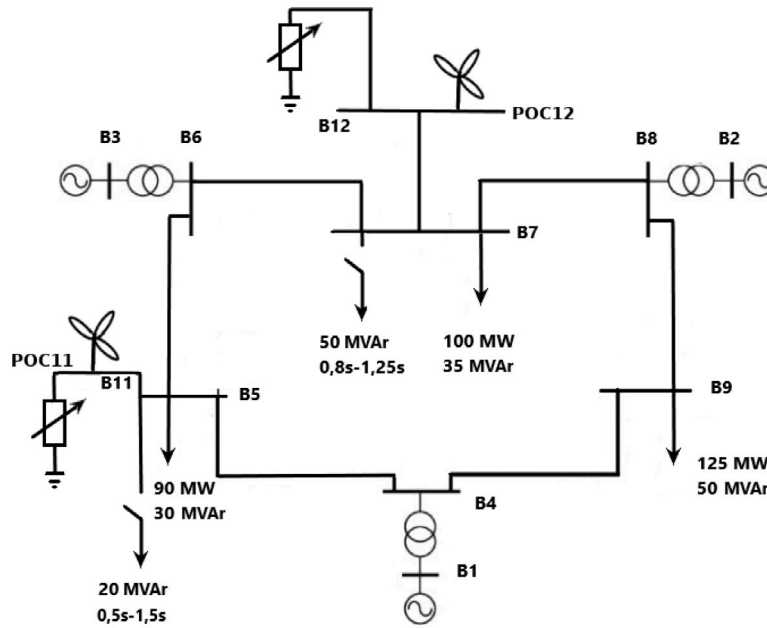 B12
POC12
B3
B6
B8
B2
B7
50 MVAr
0,8s-1,25s
100 MW
35 MVAr
POC11
B11
B5
B9
90 MW
30 MVAr
B4
125 MW
50 MVAr
B1
20 MVAr
0,5s-1,5s